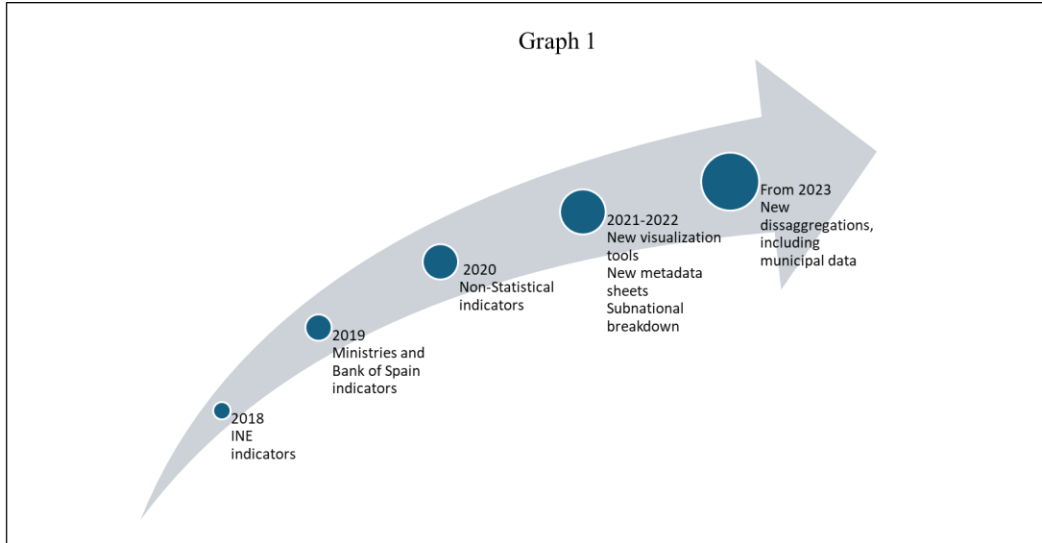 Graph 1
2018
INE
indicators
2019
Ministries and
Bank of Spain
indicators
2020
Non-Statistical
indicators
2021-2022
New visualization
tools
New metadada
sheets
Subnational
breakdown
From 2023
New
dissaggregations,
including
municipal data